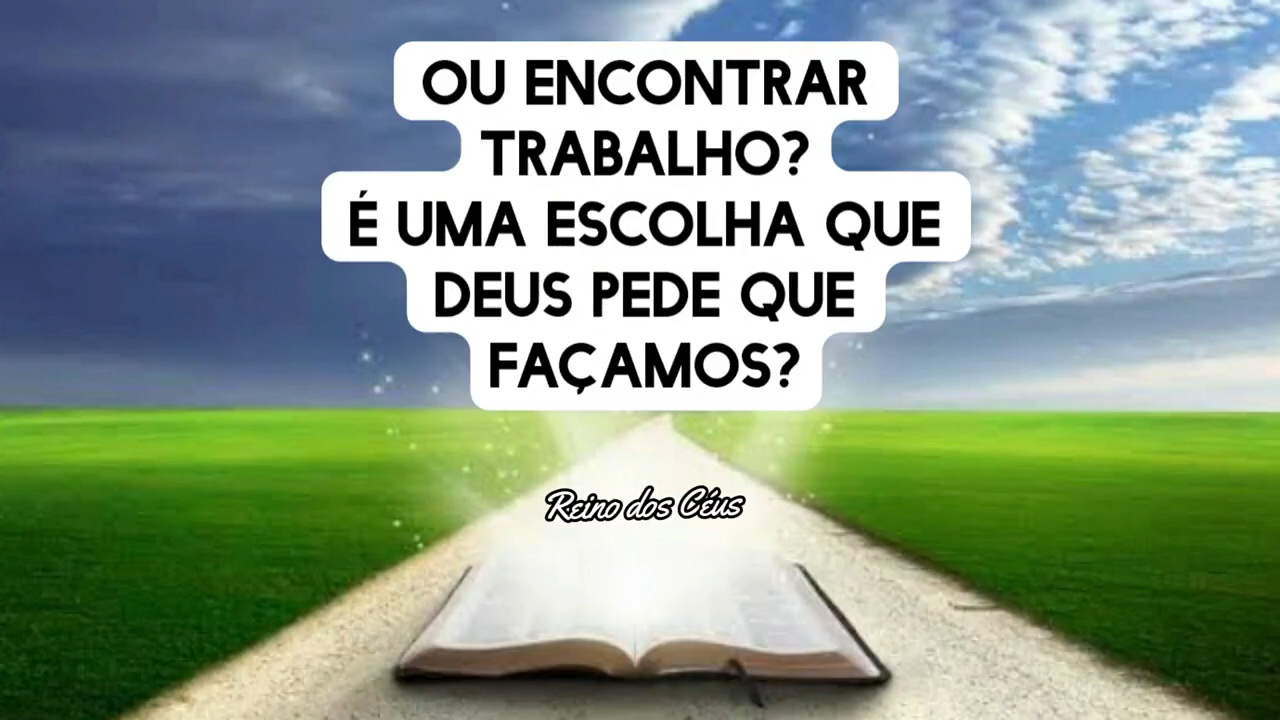 OU ENCONTRAR
TRABALHO?
É UMA ESCOLHA QUE
DEUS PEDE QUE
FAÇAMOS?
Reino dos Céus